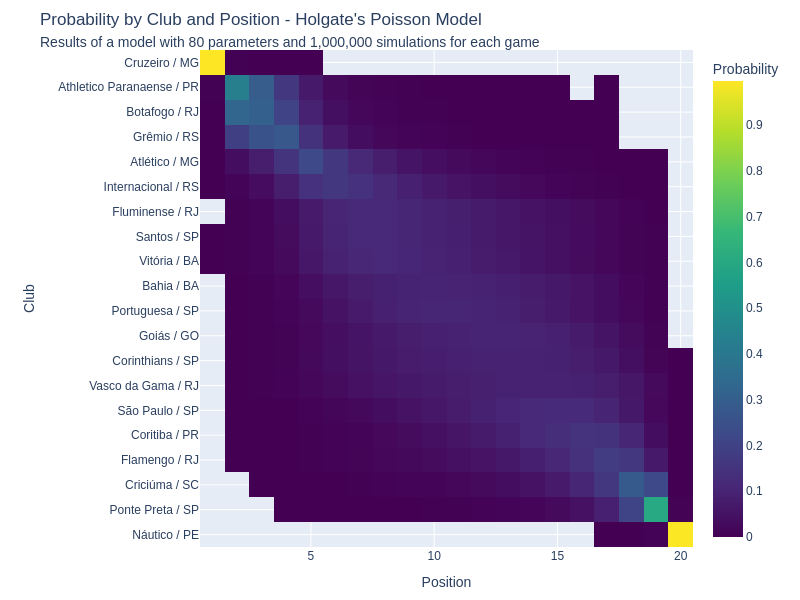 Probability by Club and Position - Holgate's Poisson Model
Results of a model with 80 parameters and 1,000,000 simulations for each game
Probability
Club
Cruzeiro / MG
Athletico Paranaense / PR
Botafogo / RJ
Grêmio / RS
Atlético / MG
Internacional / RS
Fluminense / RJ
Santos / SP
Vitória / BA
Bahia / BA
Portuguesa / SP
Goiás / GO
Corinthians / SP
Vasco da Gama / RJ
São Paulo / SP
Coritiba / PR
Flamengo / RJ
Criciúma / SC
Ponte Preta / SP
Náutico / PE
5 10 15 20
Position
0.9
0.8
0.7
0.6
0.5
0.4
0.3
0.2
0.1
0